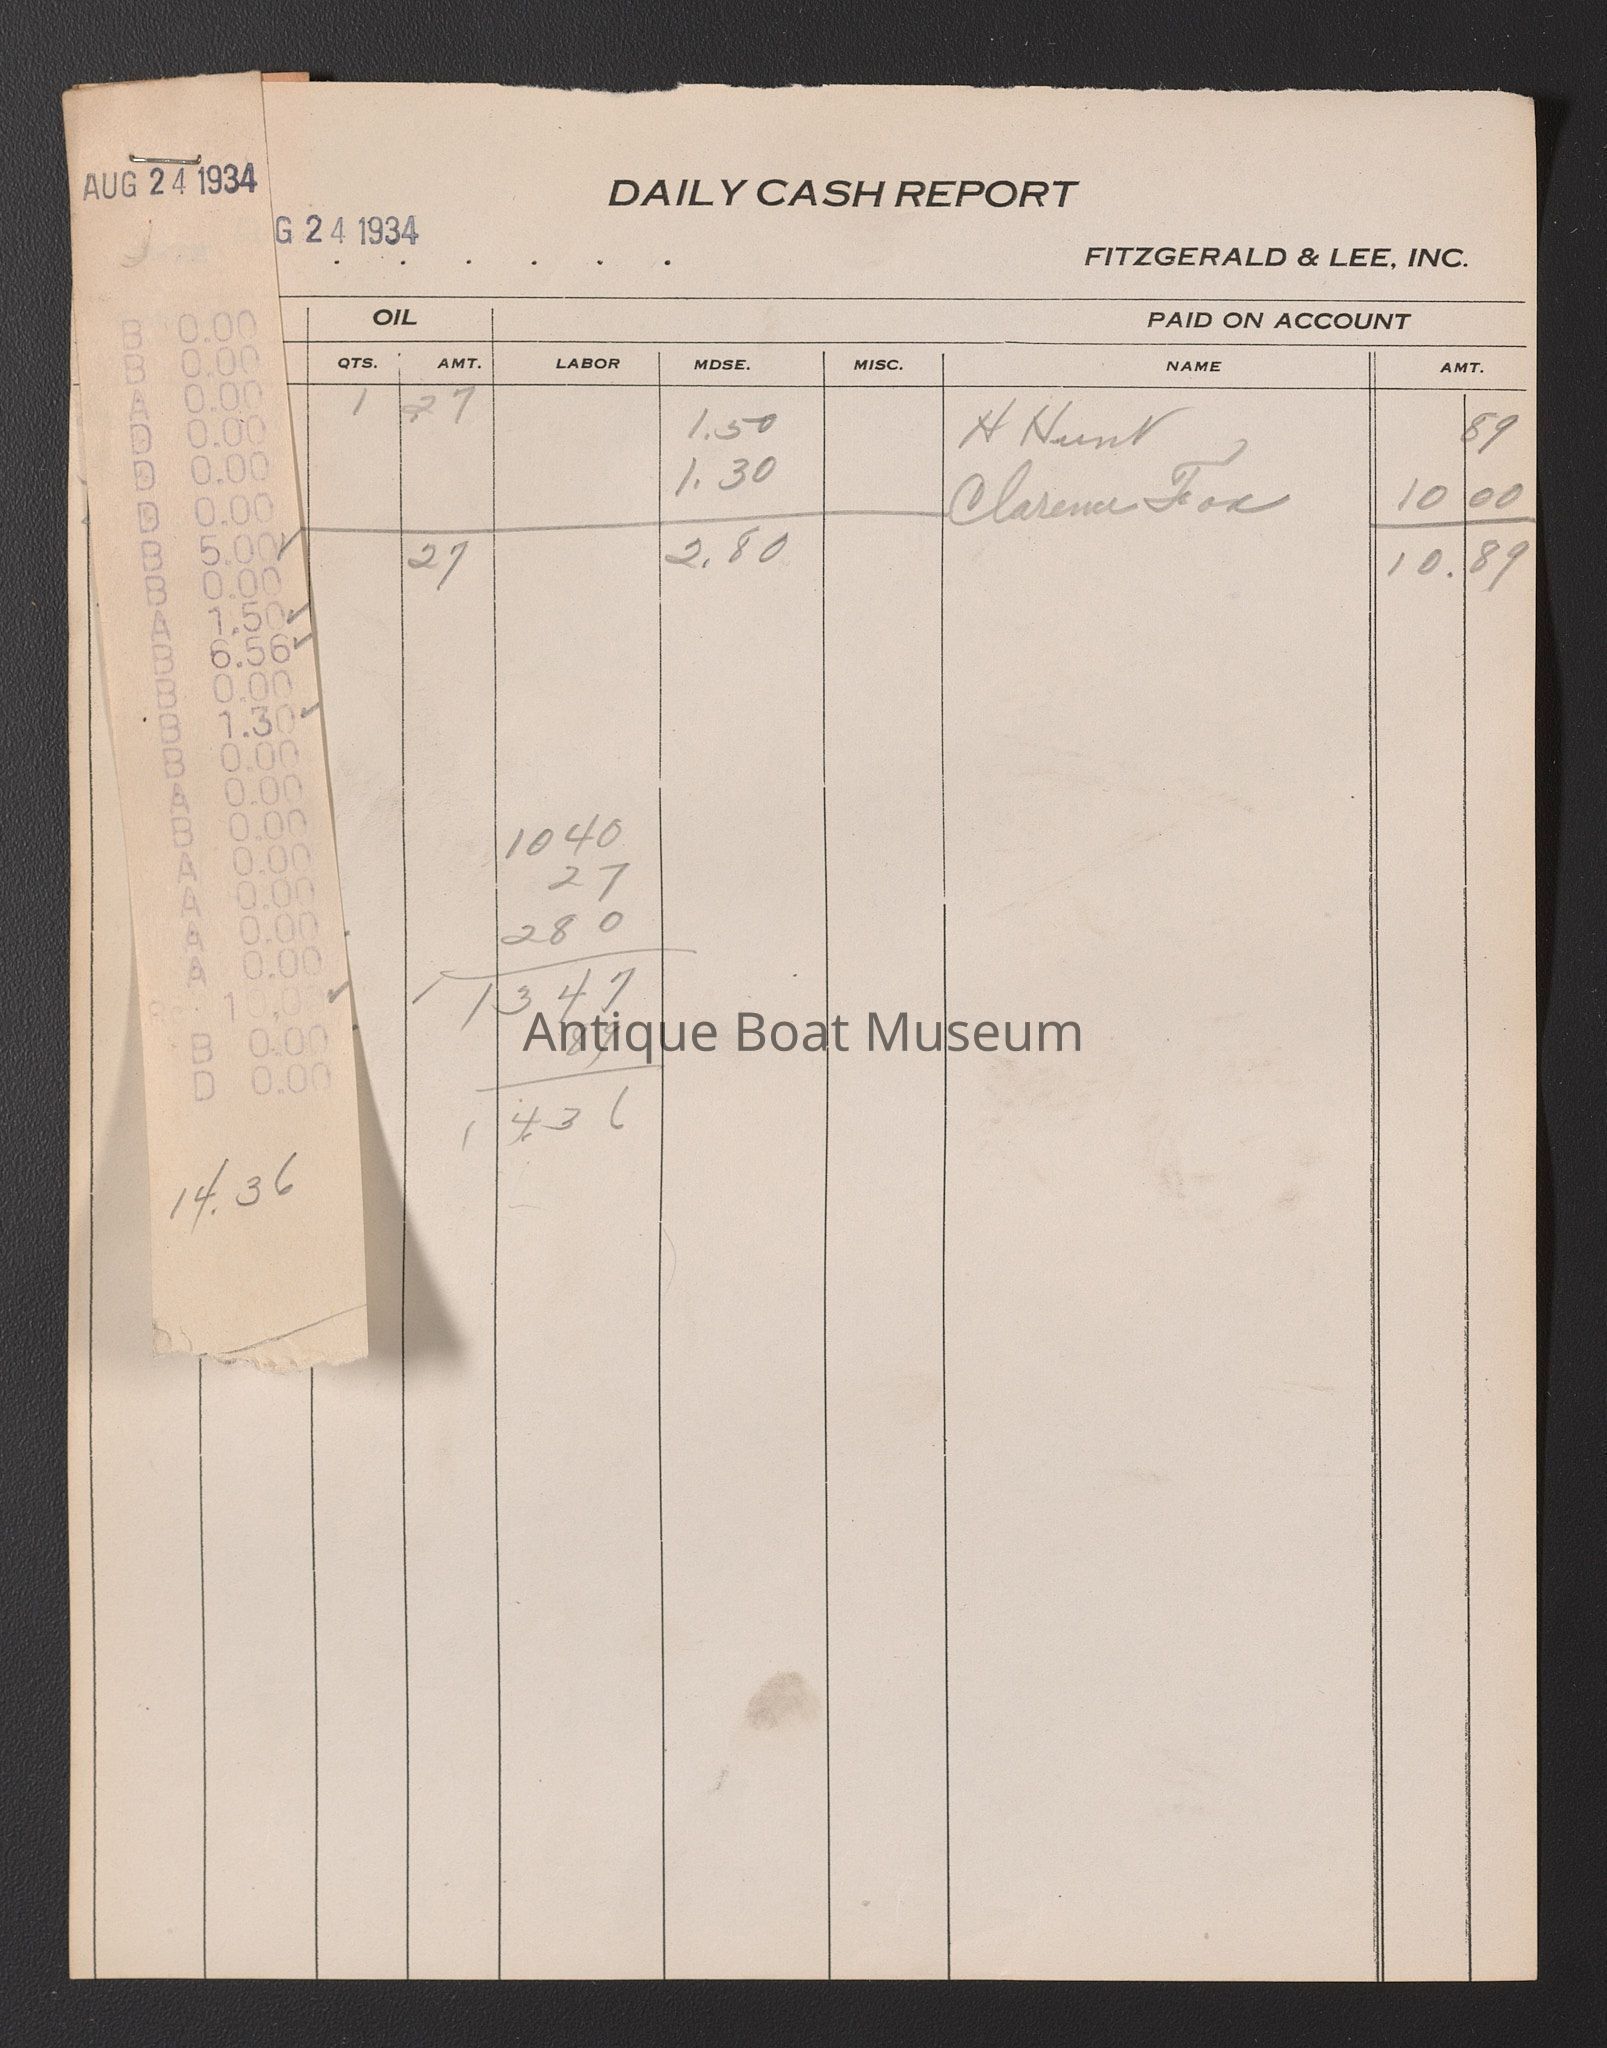 AUG 24 1934
DAILY CASH REPORT
G 24 1934
. . . . . .
FITZGERALD & LEE, INC.
OIL PAID ON ACCOUNT
QTS. AMT. LABOR MDSE. MISC. NAME AMT.
1 27 1.50 H Hunt 89
1.30 Clarence Fox 10 00
27 2.80 10.89
B 0.00
B 0.00
A 0.00
D 0.00
D 0.00
D 0.00
B 5.00 ✓
B 0.00
A 1.50 ✓
B 6.56 ✓
B 0.00
B 1.30 ✓
B 0.00
A 0.00
B 0.00
A 0.00
A 0.00
A 0.00
A 0.00
B 0.00
D 0.00
14.36
1040
27
280
1347
89
1436
Antique Boat Museum